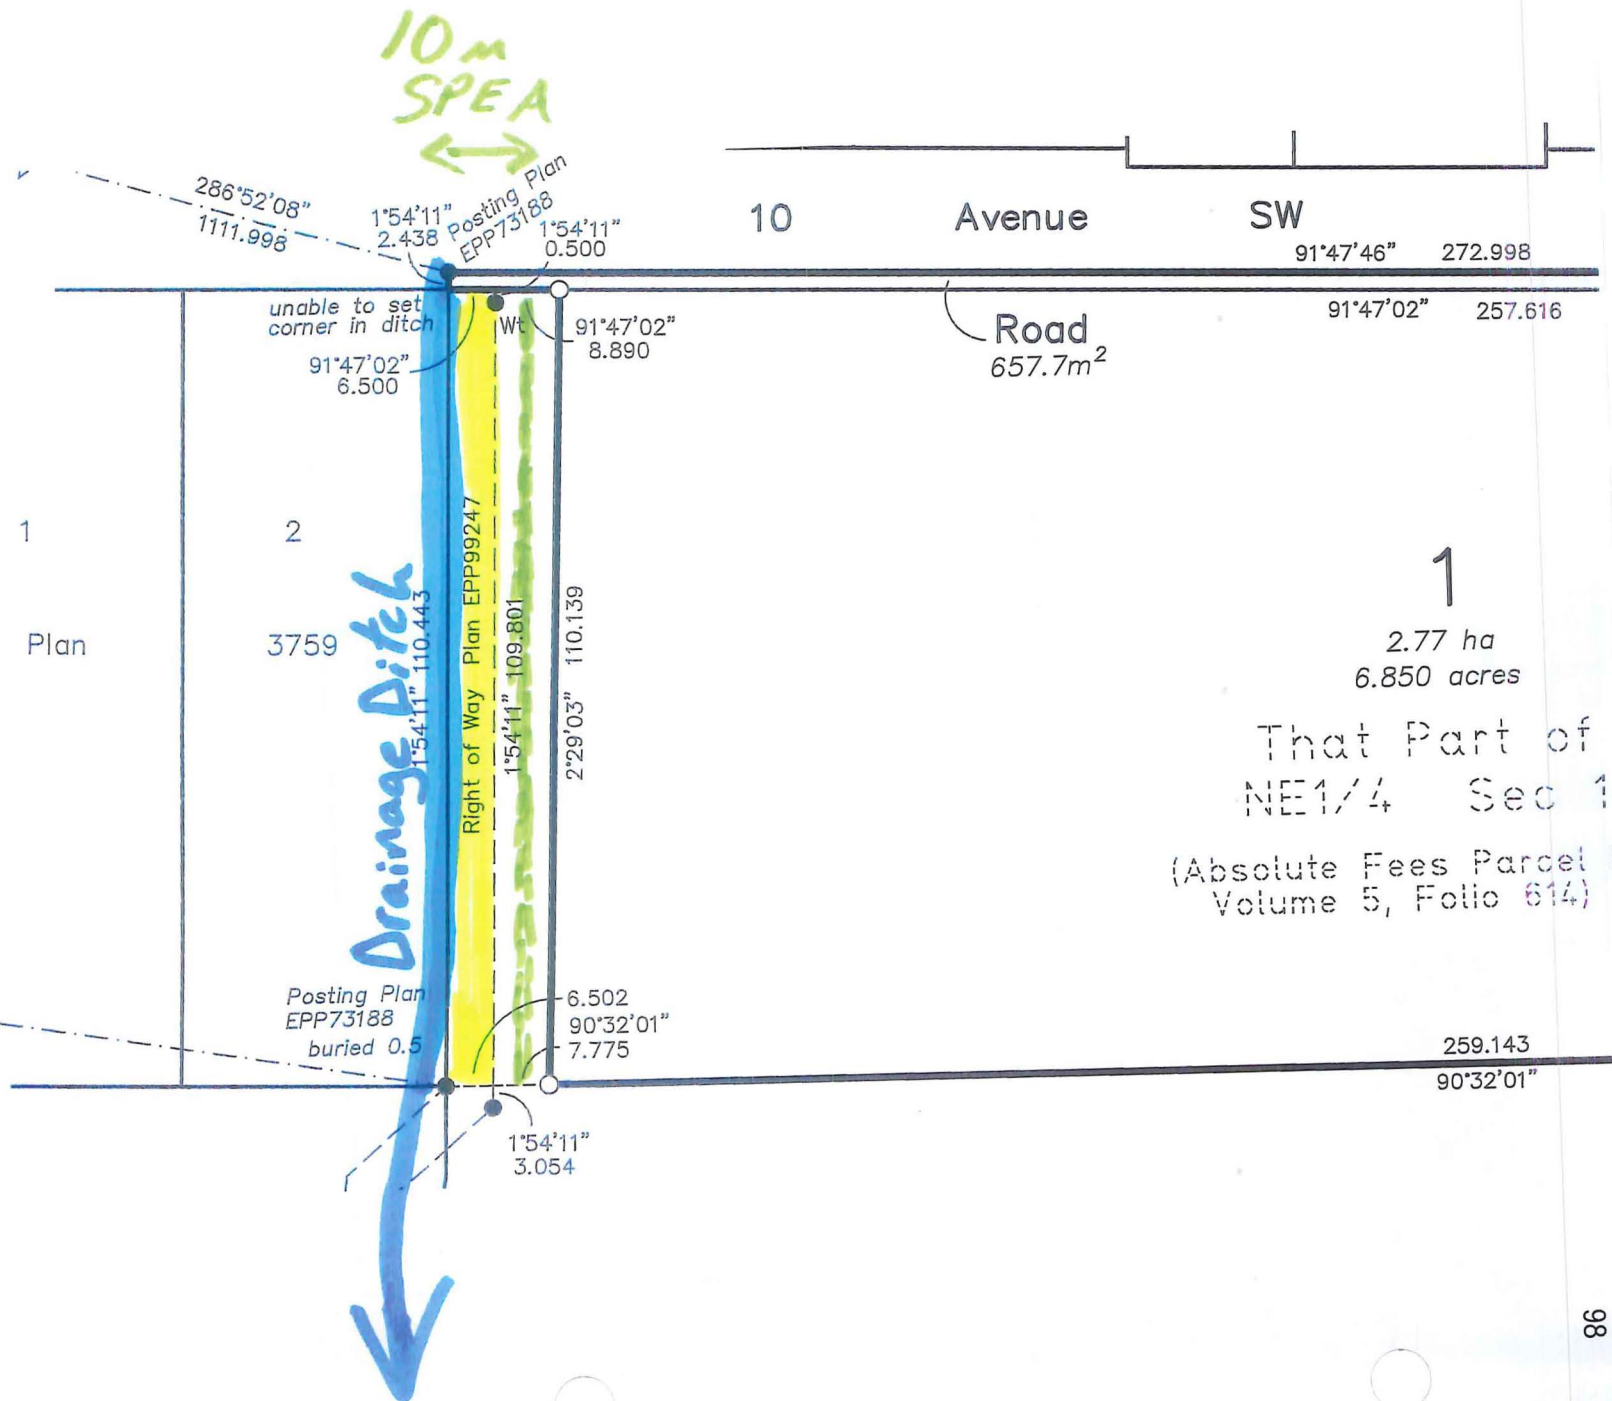 10m
SPEA
286°52'08"
1111.998
1°54'11"
2.438
Posting Plan
EPP73188
1°54'11"
0.500
10 Avenue SW
91°47'46" 272.998
91°47'02" 257.616
unable to set
corner in ditch
Wt
91°47'02"
8.890
91°47'02"
6.500
Road
657.7m²
1
2
Plan
3759
Drainage Ditch
1°54'11" 110.443
Right of Way Plan EPP99247
1°54'11" 109.801
2°29'03" 110.139
1
2.77 ha
6.850 acres
That Part of
NE1/4 Sec 1
(Absolute Fees Parcel
Volume 5, Folio 614)
Posting Plan
EPP73188
buried 0.5
6.502
90°32'01"
7.775
259.143
90°32'01"
1°54'11"
3.054
98